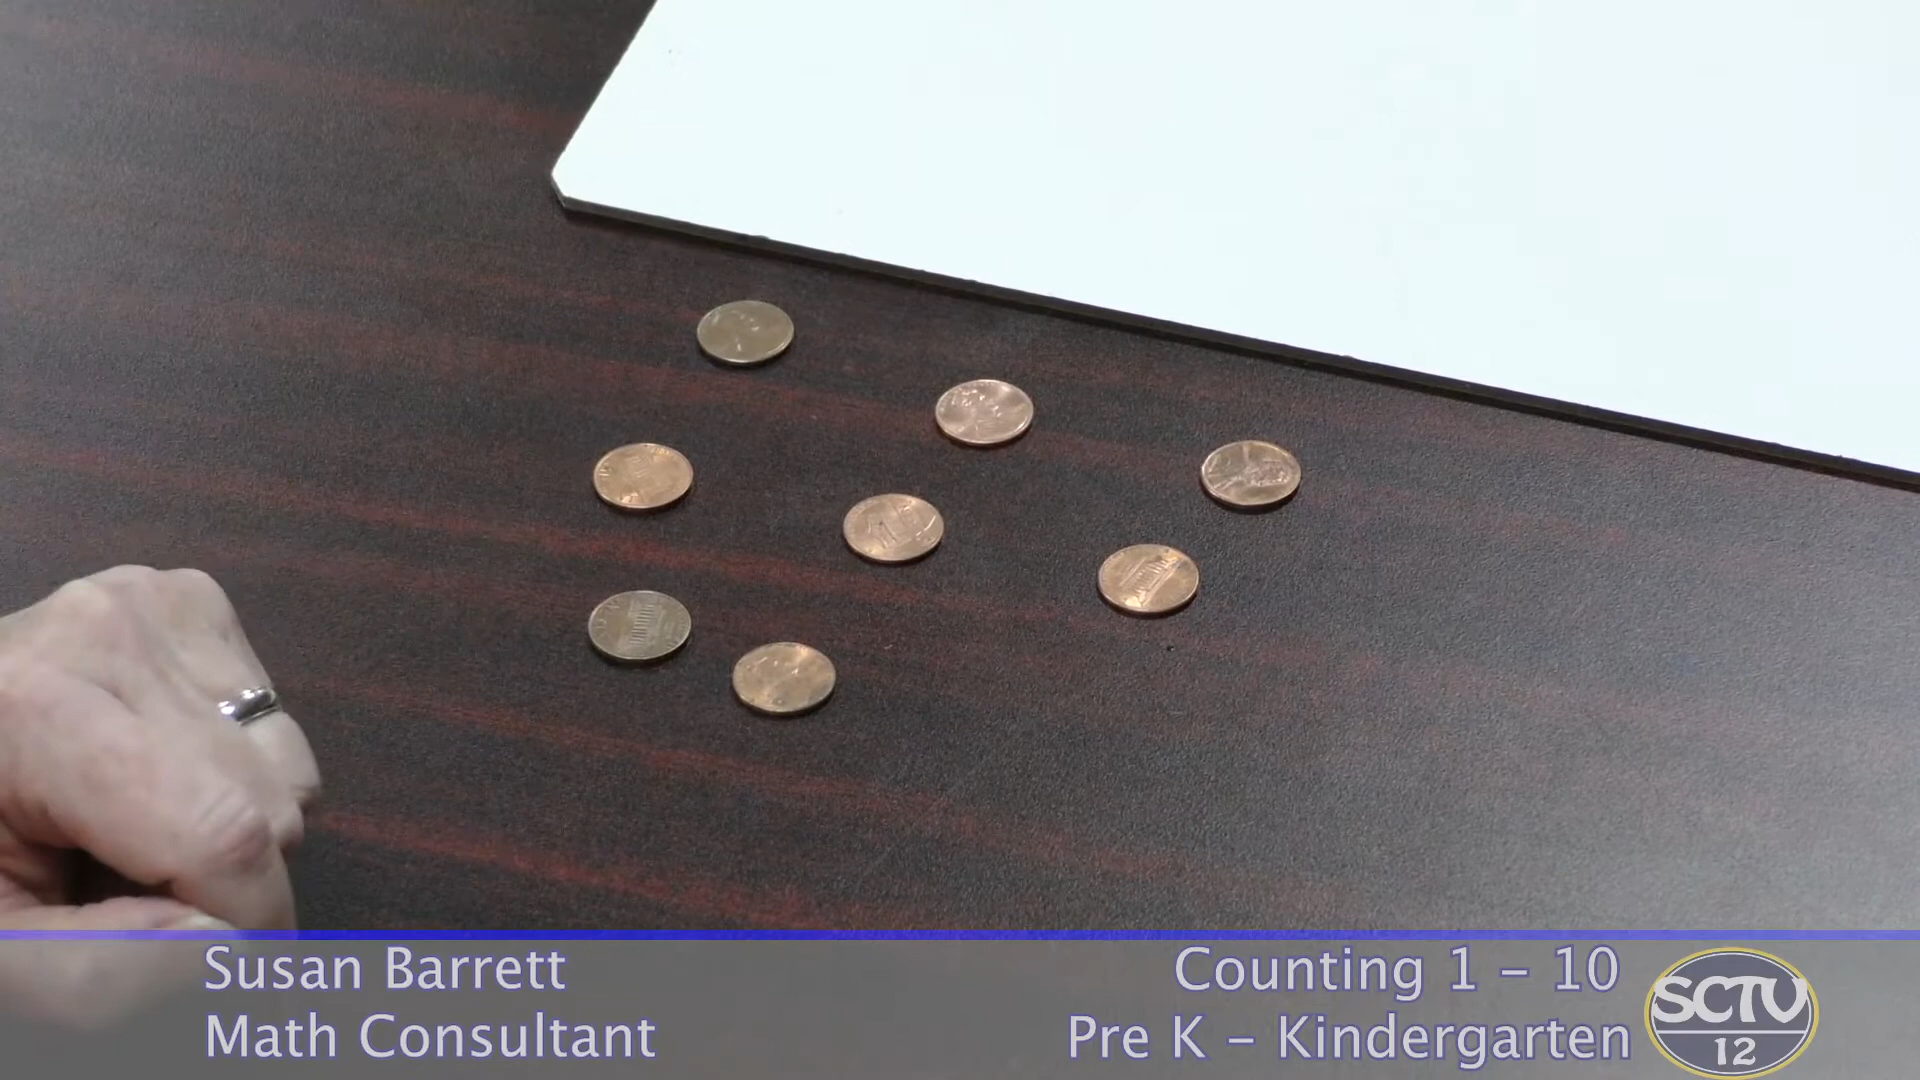 Susan Barrett
Math Consultant
Counting 1 – 10
Pre K – Kindergarten
SCTV
12